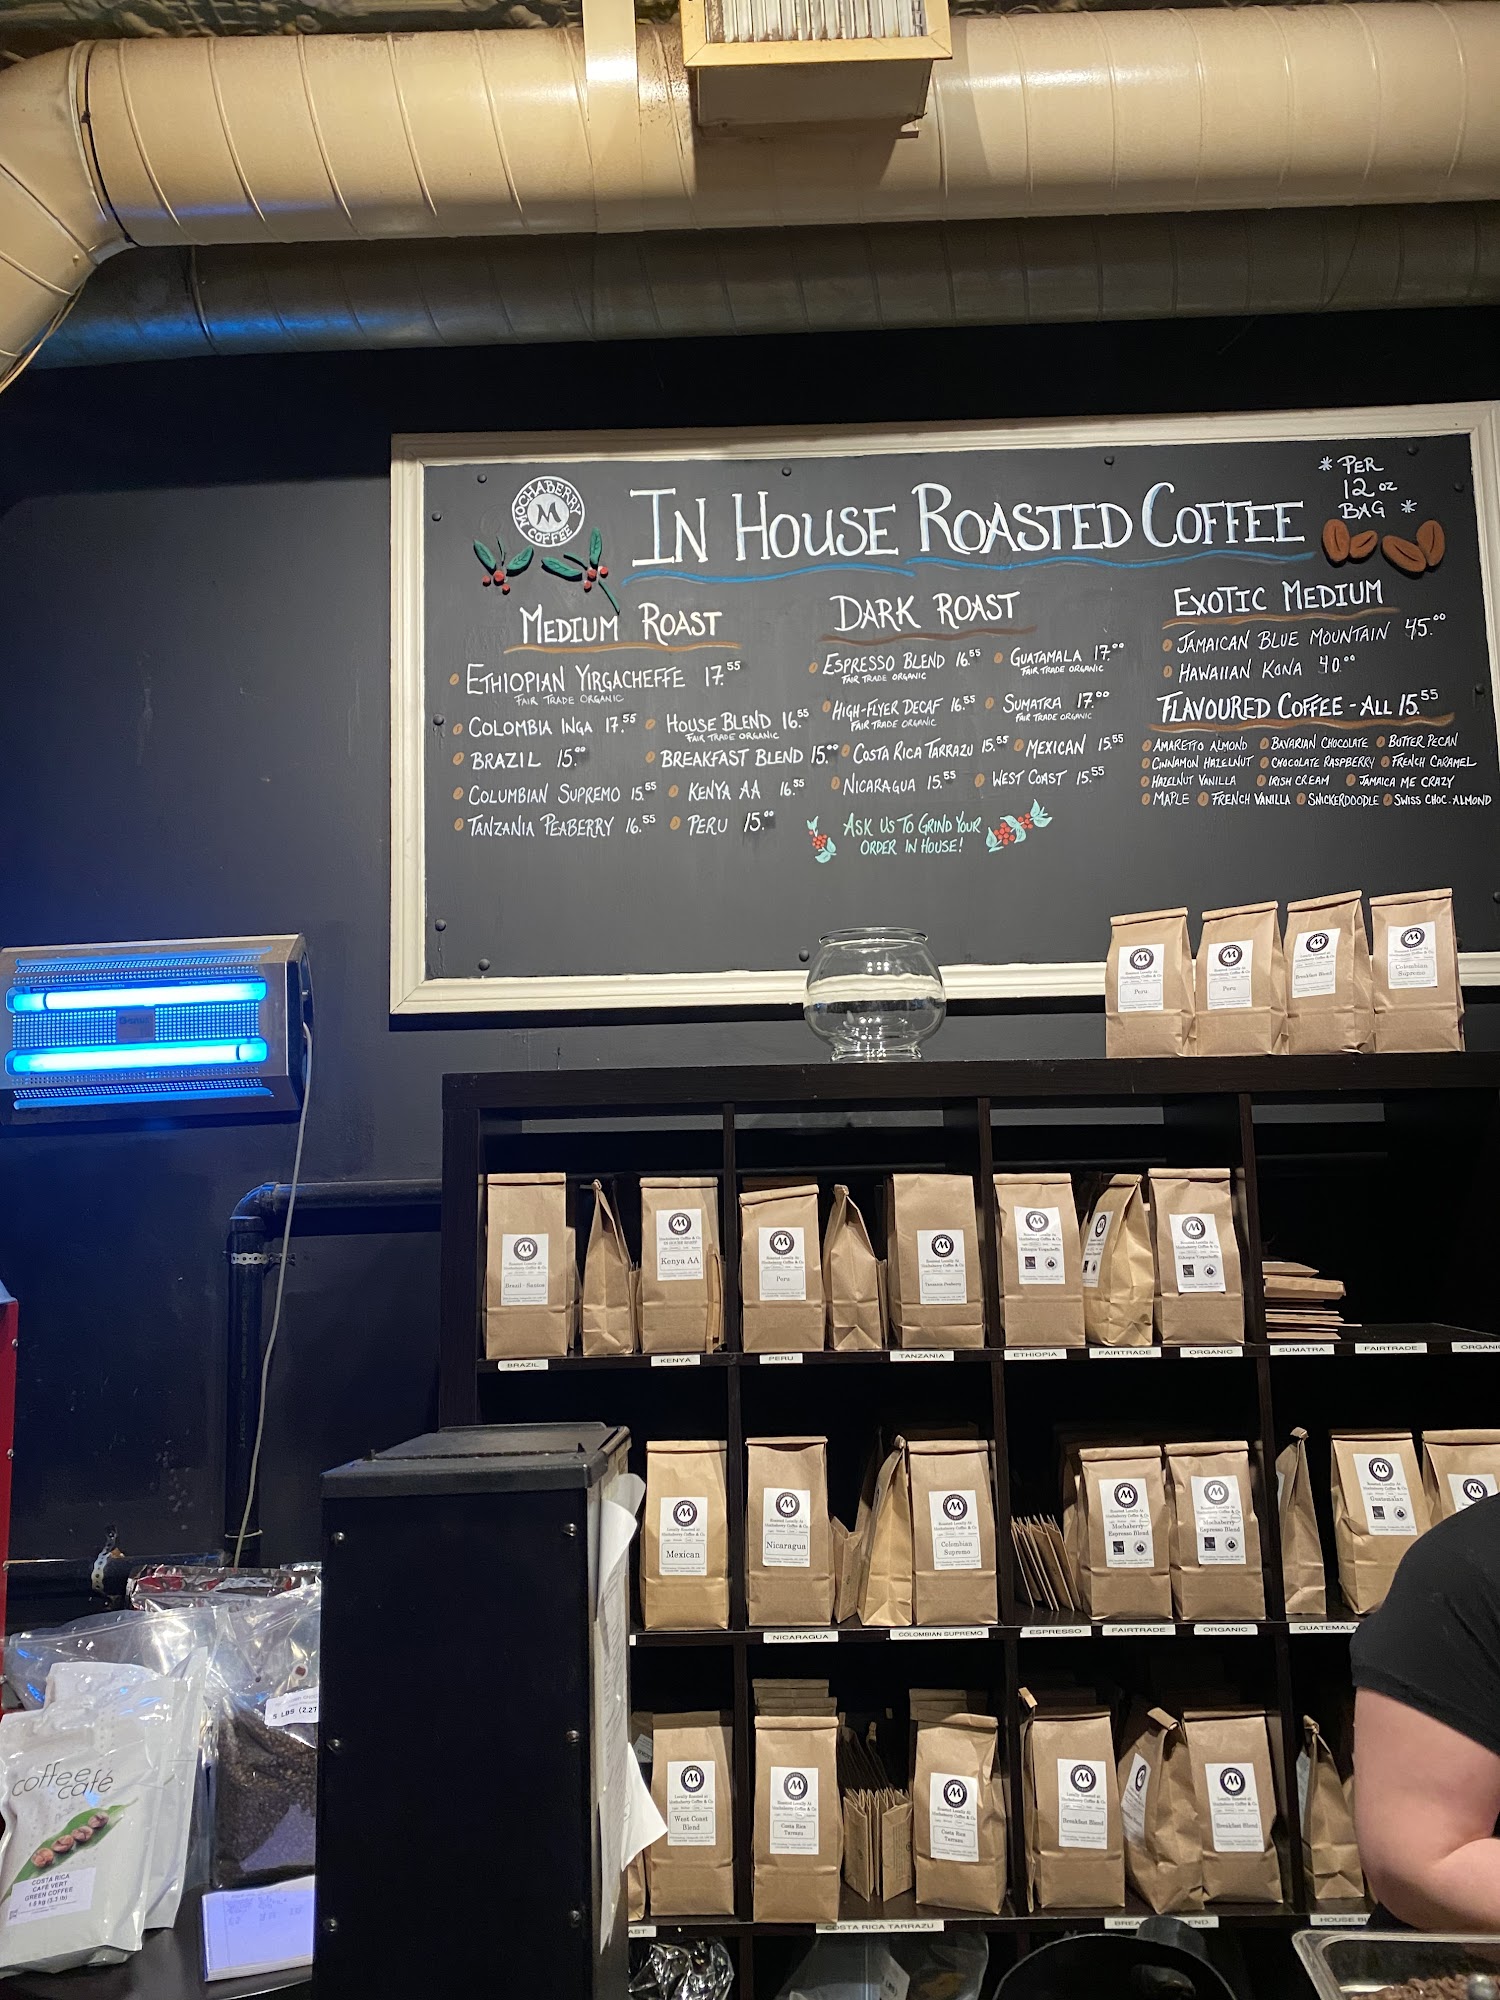 MOCHABERRY
M
COFFEE
IN HOUSE ROASTED COFFEE
* PER
12 oz
BAG *
MEDIUM ROAST
ETHIOPIAN YIRGACHEFFE 17.55
FAIR TRADE ORGANIC
COLOMBIA INGA 17.55
HOUSE BLEND 16.55
FAIR TRADE ORGANIC
BRAZIL 15.00
BREAKFAST BLEND 15.00
COLUMBIAN SUPREMO 15.55
KENYA AA 16.55
TANZANIA PEABERRY 16.55
PERU 15.00
DARK ROAST
ESPRESSO BLEND 16.55
FAIR TRADE ORGANIC
GUATAMALA 17.00
FAIR TRADE ORGANIC
HIGH-FLYER DECAF 16.55
FAIR TRADE ORGANIC
SUMATRA 17.00
FAIR TRADE ORGANIC
COSTA RICA TARRAZU 15.55
MEXICAN 15.55
NICARAGUA 15.55
WEST COAST 15.55
ASK US TO GRIND YOUR
ORDER IN HOUSE!
EXOTIC MEDIUM
JAMAICAN BLUE MOUNTAIN 45.00
HAWAIIAN KONA 40.00
FLAVOURED COFFEE - ALL 15.55
AMARETTO ALMOND BAVARIAN CHOCOLATE BUTTER PECAN
CINNAMON HAZELNUT CHOCOLATE RASPBERRY FRENCH CARAMEL
HAZELNUT VANILLA IRISH CREAM JAMAICA ME CRAZY
MAPLE FRENCH VANILLA SNICKERDOODLE SWISS CHOC. ALMOND
Peru
Peru
Breakfast Blend
Colombian
Supremo
Brazil - Santos
Kenya AA
Peru
Tanzania Peaberry
Ethiopia Yirgacheffe
Ethiopia Yirgacheffe
BRAZIL
KENYA
PERU
TANZANIA
ETHIOPIA
FAIRTRADE
ORGANIC
SUMATRA
FAIRTRADE
ORGANIC
Mexican
Nicaragua
Colombian
Supremo
Mochaberry
Espresso Blend
Mochaberry
Espresso Blend
Guatemalan
NICARAGUA
COLOMBIAN SUPREMO
ESPRESSO
FAIRTRADE
ORGANIC
GUATEMALA
West Coast
Blend
Costa Rica
Tarrazu
Costa Rica
Tarrazu
Breakfast Blend
Breakfast Blend
COSTA RICA TARRAZU
HOUSE
5 LBS (2.27
coffee
café
COSTA RICA
CAFE VERT
GREEN COFFEE